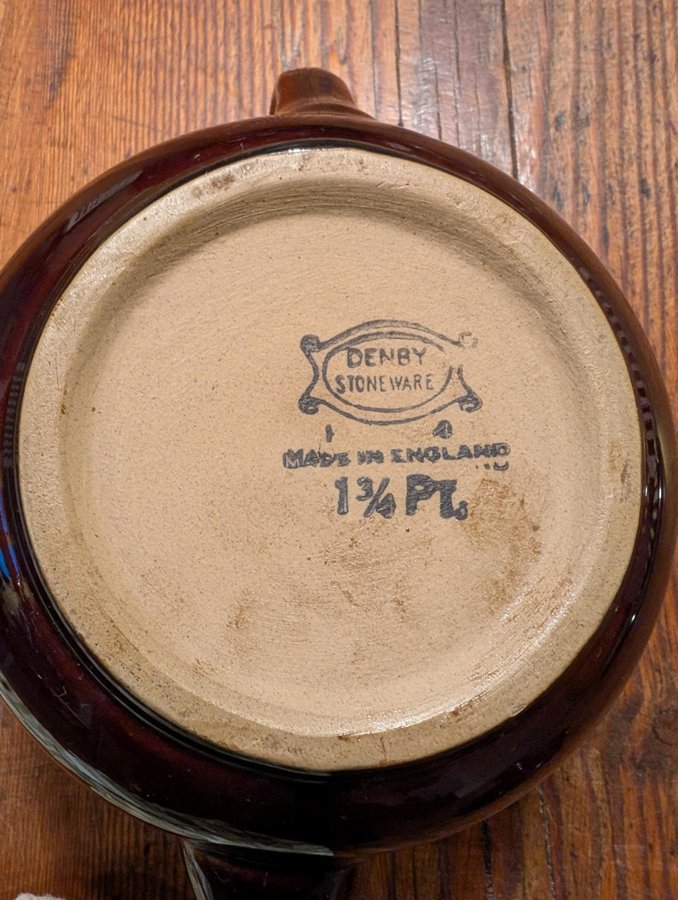 DENBY
STONEWARE
1 4
MADE IN ENGLAND
1¾ Pt.